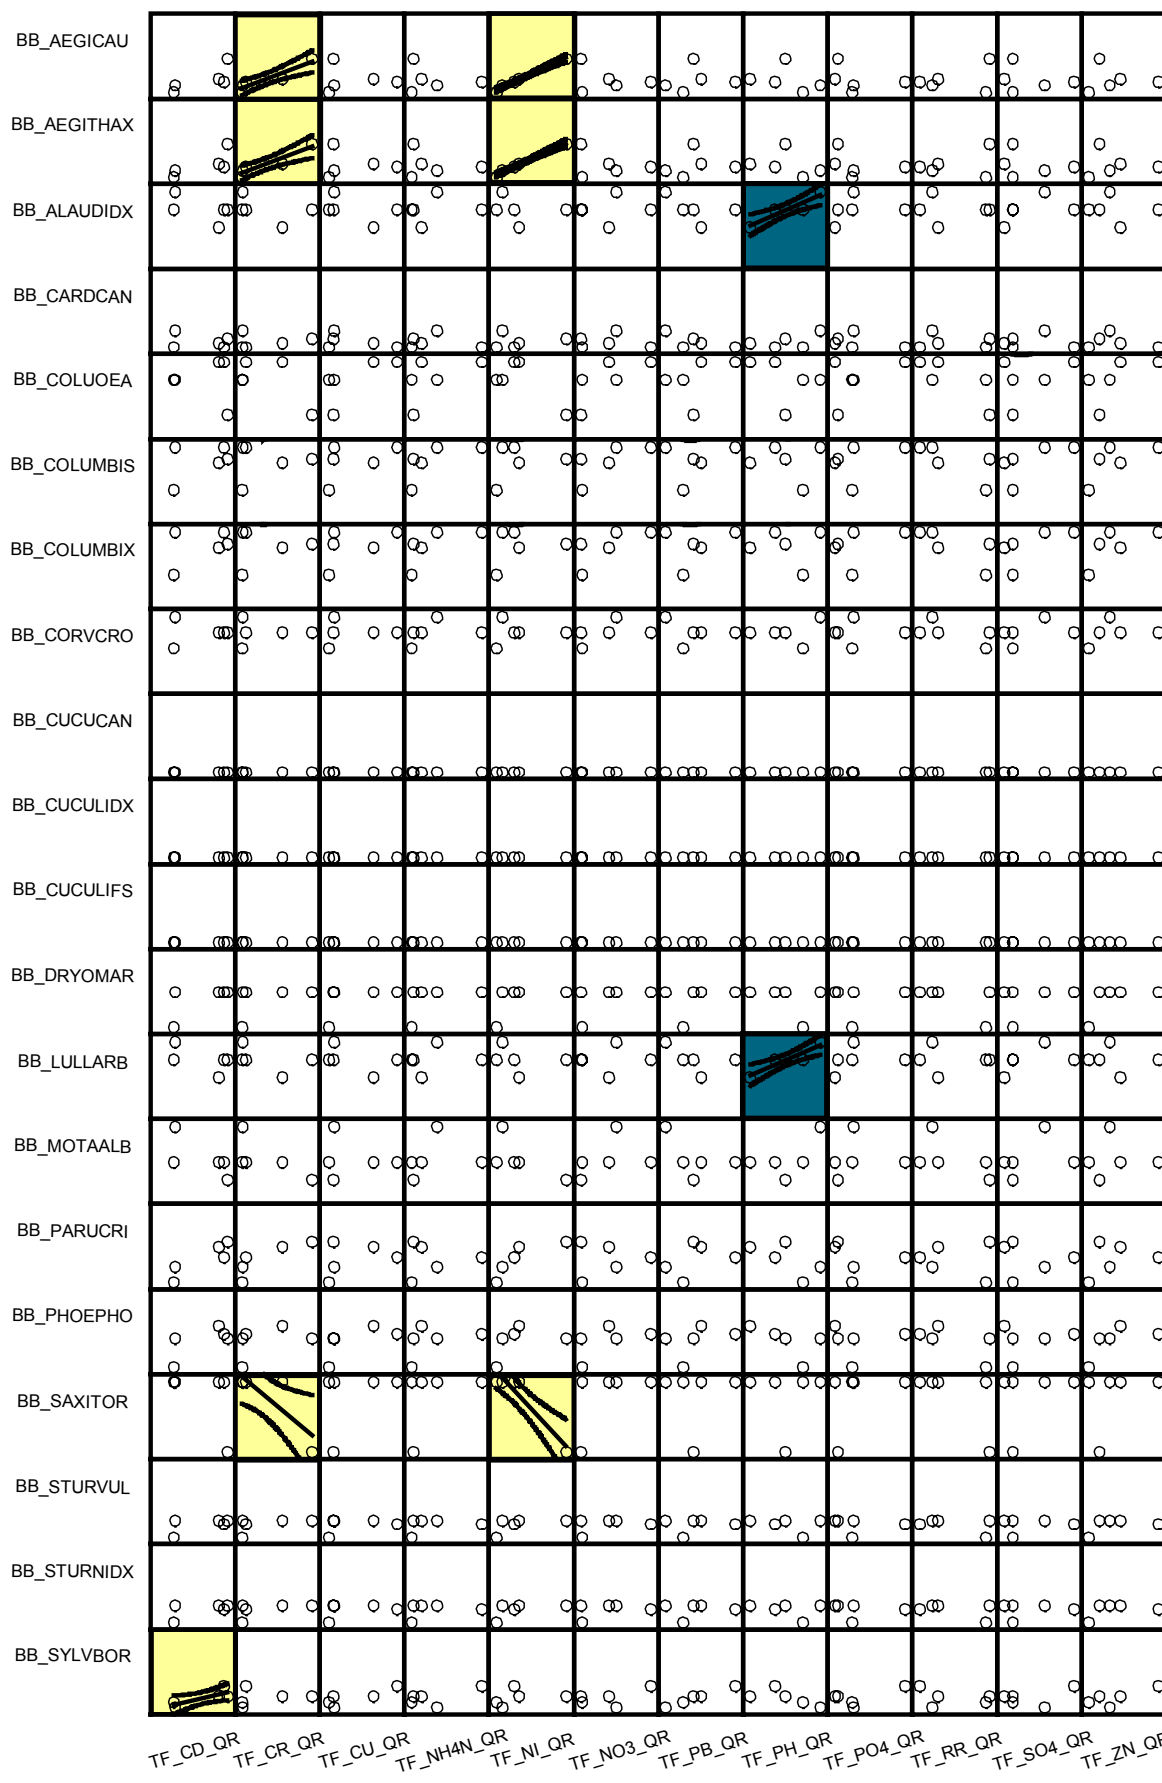 BB_AEGICAU
BB_AEGITHAX
BB_ALAUDIDX
BB_CARDCAN
BB_COLUOEA
BB_COLUMBIS
BB_COLUMBIX
BB_CORVCRO
BB_CUCUCAN
BB_CUCULIDX
BB_CUCULIFS
BB_DRYOMAR
BB_LULLARB
BB_MOTAALB
BB_PARUCRI
BB_PHOEPHO
BB_SAXITOR
BB_STURVUL
BB_STURNIDX
BB_SYLVBOR
TF_CD_QR TF_CR_QR TF_CU_QR TF_NH4N_QR TF_NI_QR TF_NO3_QR TF_PB_QR TF_PH_QR TF_PO4_QR TF_RR_QR TF_SO4_QR TF_ZN_QR